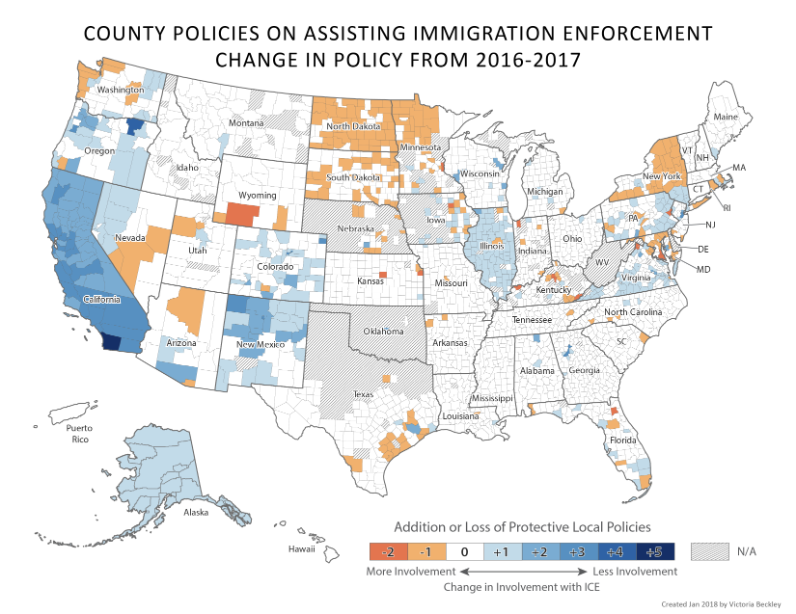 COUNTY POLICIES ON ASSISTING IMMIGRATION ENFORCEMENT
CHANGE IN POLICY FROM 2016-2017
Washington
Montana
North Dakota
Minnesota
Maine
VT
NH
Oregon
Idaho
South Dakota
Wisconsin
Michigan
New York
MA
CT
RI
Wyoming
Nebraska
Iowa
PA
NJ
Nevada
Utah
Colorado
Illinois
Indiana
Ohio
WV
DE
MD
California
Kansas
Missouri
Kentucky
Virginia
Arizona
New Mexico
Oklahoma
Arkansas
Tennessee
North Carolina
SC
Texas
Louisiana
Mississippi
Alabama
Georgia
Florida
Puerto
Rico
Alaska
Hawaii
Addition or Loss of Protective Local Policies
-2 -1 0 +1 +2 +3 +4 +5 N/A
More Involvement Less Involvement
Change in Involvement with ICE
Created Jan 2018 by Victoria Beckley